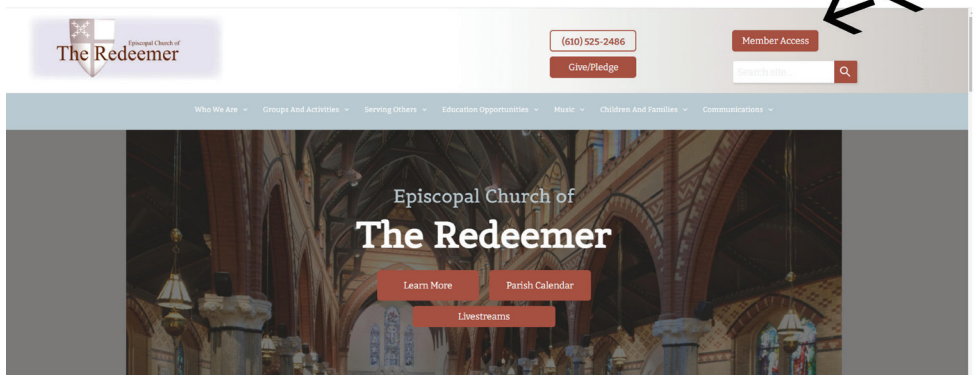 Episcopal Church of
The Redeemer
(610) 525-2486
Give/Pledge
Member Access
Search site...
Who We Are
Groups And Activities
Serving Others
Education Opportunities
Music
Children And Families
Communications
Episcopal Church of
The Redeemer
Learn More
Parish Calendar
Livestreams